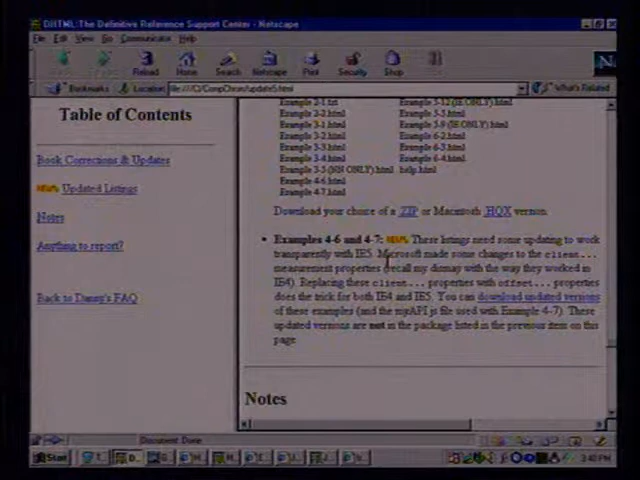 DHTML: The Definitive Reference Support Center - Netscape
File Edit View Go Communicator Help
Reload Home Search Netscape Print Security Shop
Bookmarks Location: What's Related
Table of Contents
Book Corrections & Updates
NEW Updated Listings
Notes
Anything to report?
Back to Danny's FAQ
Example 2-1.txt Example 5-12(IE ONLY).html
Example 2-2.html
Example 3-1.html Example 5-9 (IE ONLY).html
Example 3-2.html Example 6-2.html
Example 3-3.html Example 6-3.html
Example 3-4.html Example 6-4.html
Example 3-5 (NN ONLY).html help.html
Example 4-6.html
Example 4-7.html
Download your choice of a ZIP or Macintosh HQX version.
• Examples 4-6 and 4-7: NEW These listings need some updating to work
transparently with IE5. Microsoft made some changes to the client...
measurement properties (recall my dismay with the way they worked in
IE4). Replacing these client... properties with offset... properties
does the trick for both IE4 and IE5. You can download updated versions
of these examples (and the myAPI.js file used with Example 4-7). These
updated versions are not in the package listed in the previous item on this
page.
Notes
Document: Done
Start
3:40 PM